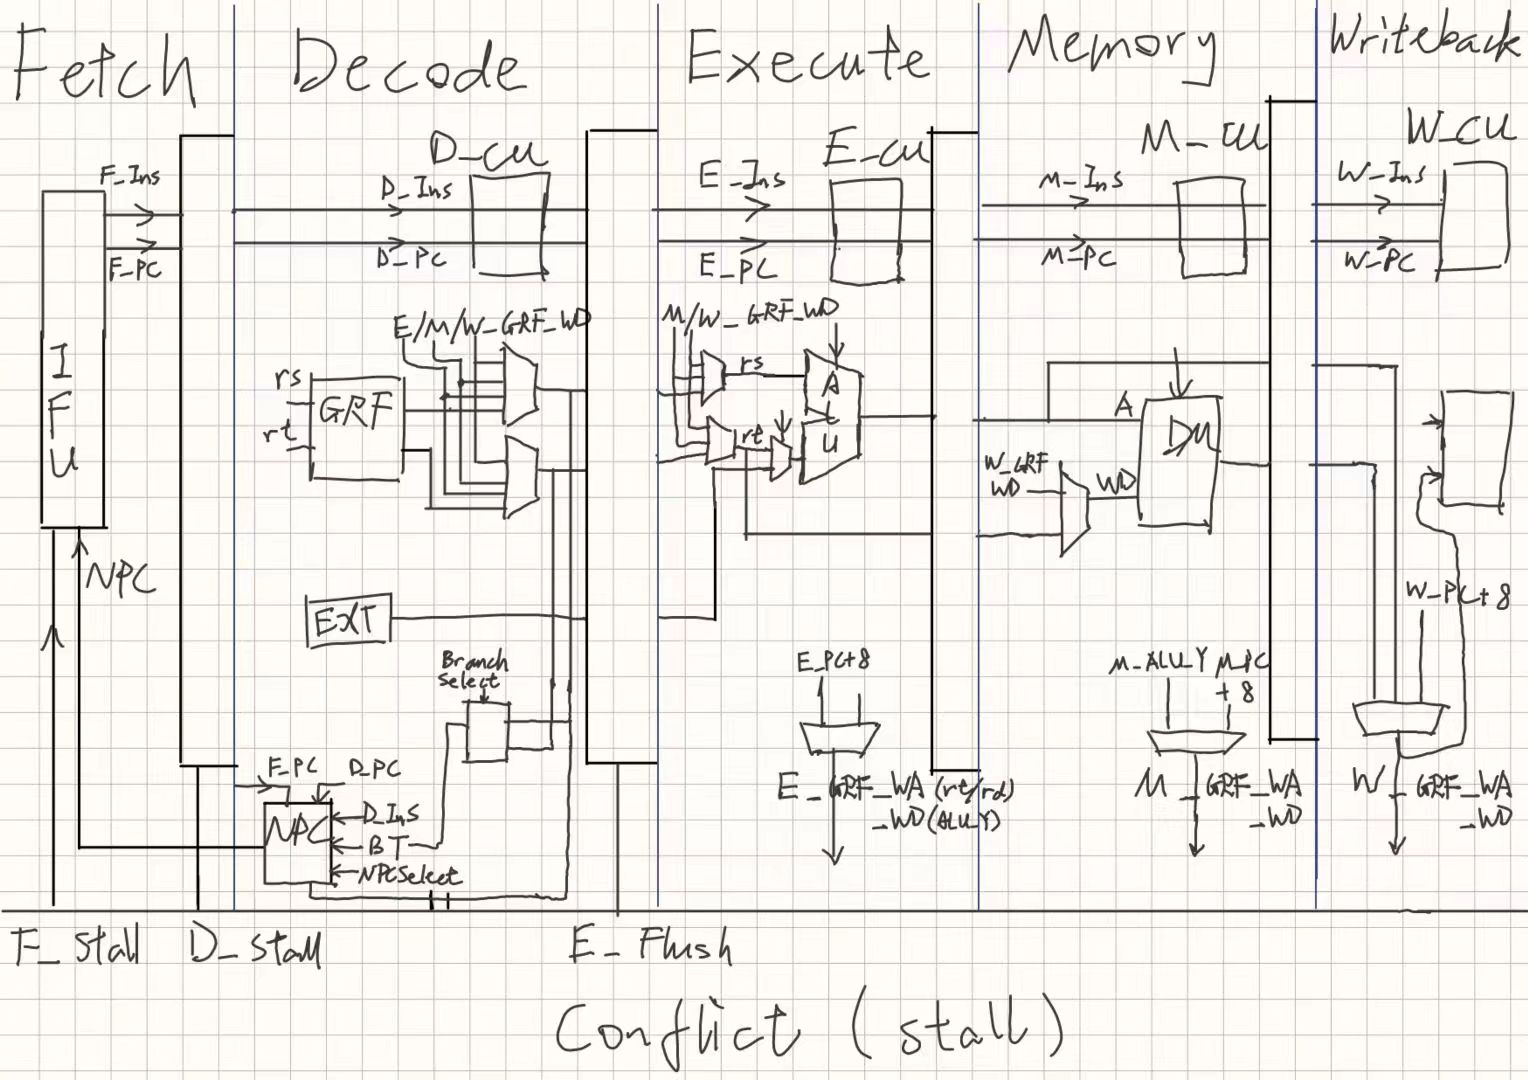 Fetch
Decode
Execute
Memory
Writeback
F_Ins
F_PC
IFU
NPC
D_CU
D_Ins
D_PC
E/M/W_GRF_WD
rs
rt
GRF
EXT
Branch
Select
F_PC
D_PC
NPC
D_Ins
BT
NPCSelect
E_CU
E_Ins
E_PC
M/W_GRF_WD
rs
rt
ALU
E_PC+8
E_GRF_WA(rt/rd)
_WD(ALU_Y)
M_CU
M_Ins
M_PC
A
DM
W_GRF
WD
WD
M_ALU_Y
M_PC
+8
M_GRF_WA
_WD
W_CU
W_Ins
W_PC
W_PC+8
W_GRF_WA
_WD
F_Stall
D_stall
E_Flush
Conflict (stall)